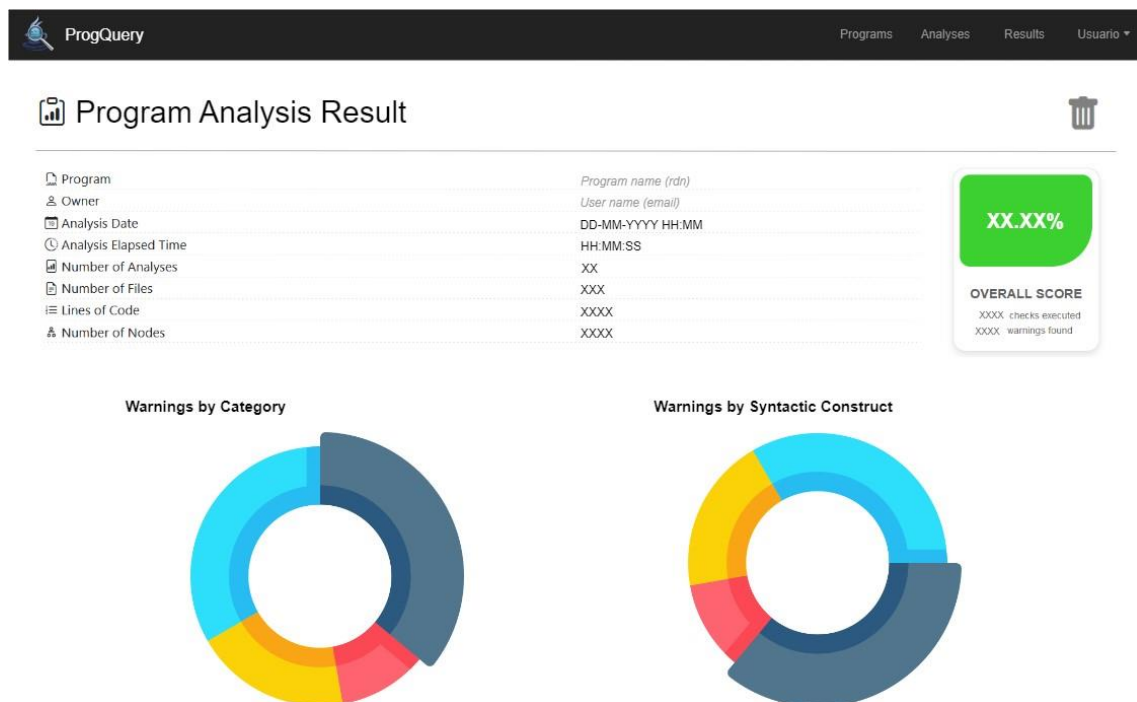 ProgQuery Programs Analyses Results Usuario
Program Analysis Result
Program Program name (rdn)
Owner User name (email)
Analysis Date DD-MM-YYYY HH:MM
Analysis Elapsed Time HH:MM:SS
Number of Analyses XX
Number of Files XXX
Lines of Code XXXX
Number of Nodes XXXX
XX.XX%
OVERALL SCORE
XXXX checks executed
XXXX warnings found
Warnings by Category
Warnings by Syntactic Construct